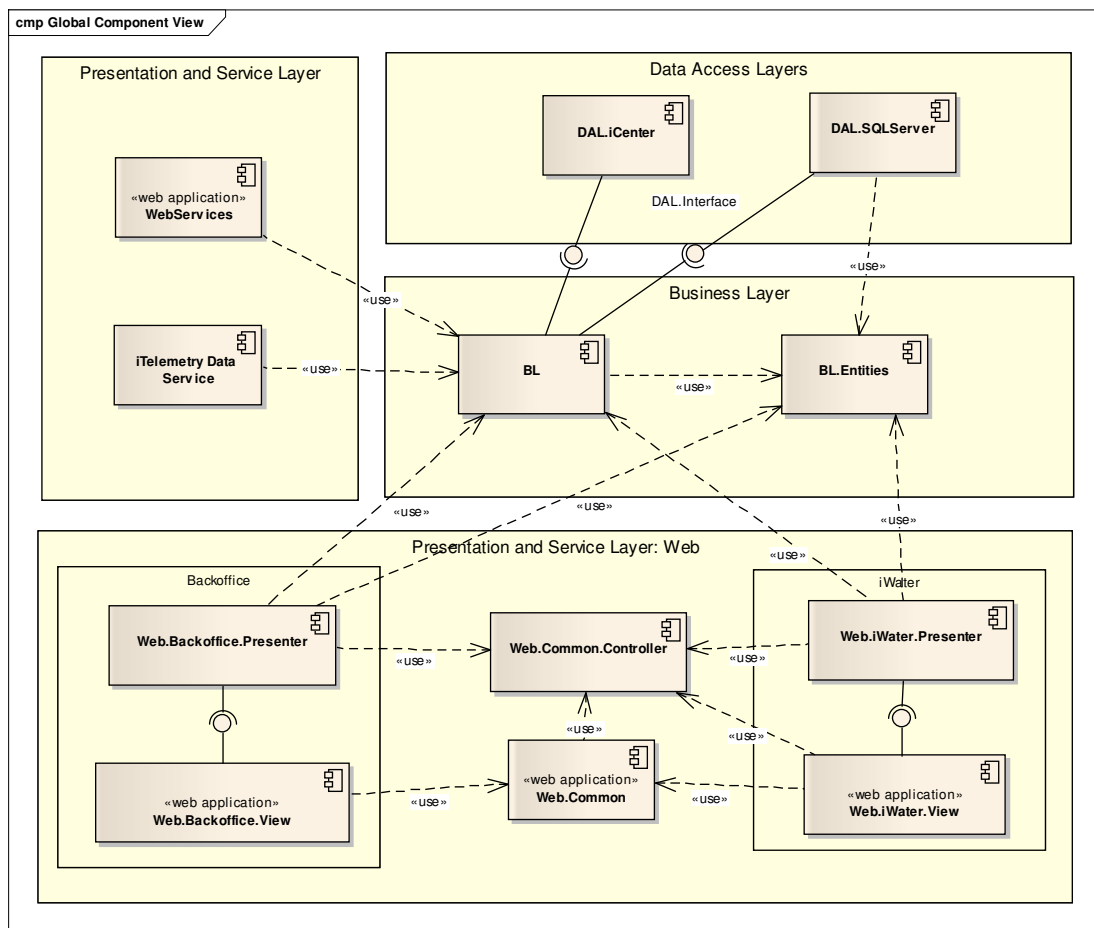 cmp Global Component View
Presentation and Service Layer
«web application»
WebServices
iTelemetry Data
Service
«use»
«use»
Data Access Layers
DAL.iCenter
DAL.SQLServer
DAL.Interface
«use»
Business Layer
BL
«use»
BL.Entities
«use»
«use»
«use»
«use»
Presentation and Service Layer: Web
Backoffice
Web.Backoffice.Presenter
«use»
«web application»
Web.Backoffice.View
«use»
Web.Common.Controller
«use»
«web application»
Web.Common
iWater
Web.iWater.Presenter
«use»
«use»
«web application»
Web.iWater.View
«use»